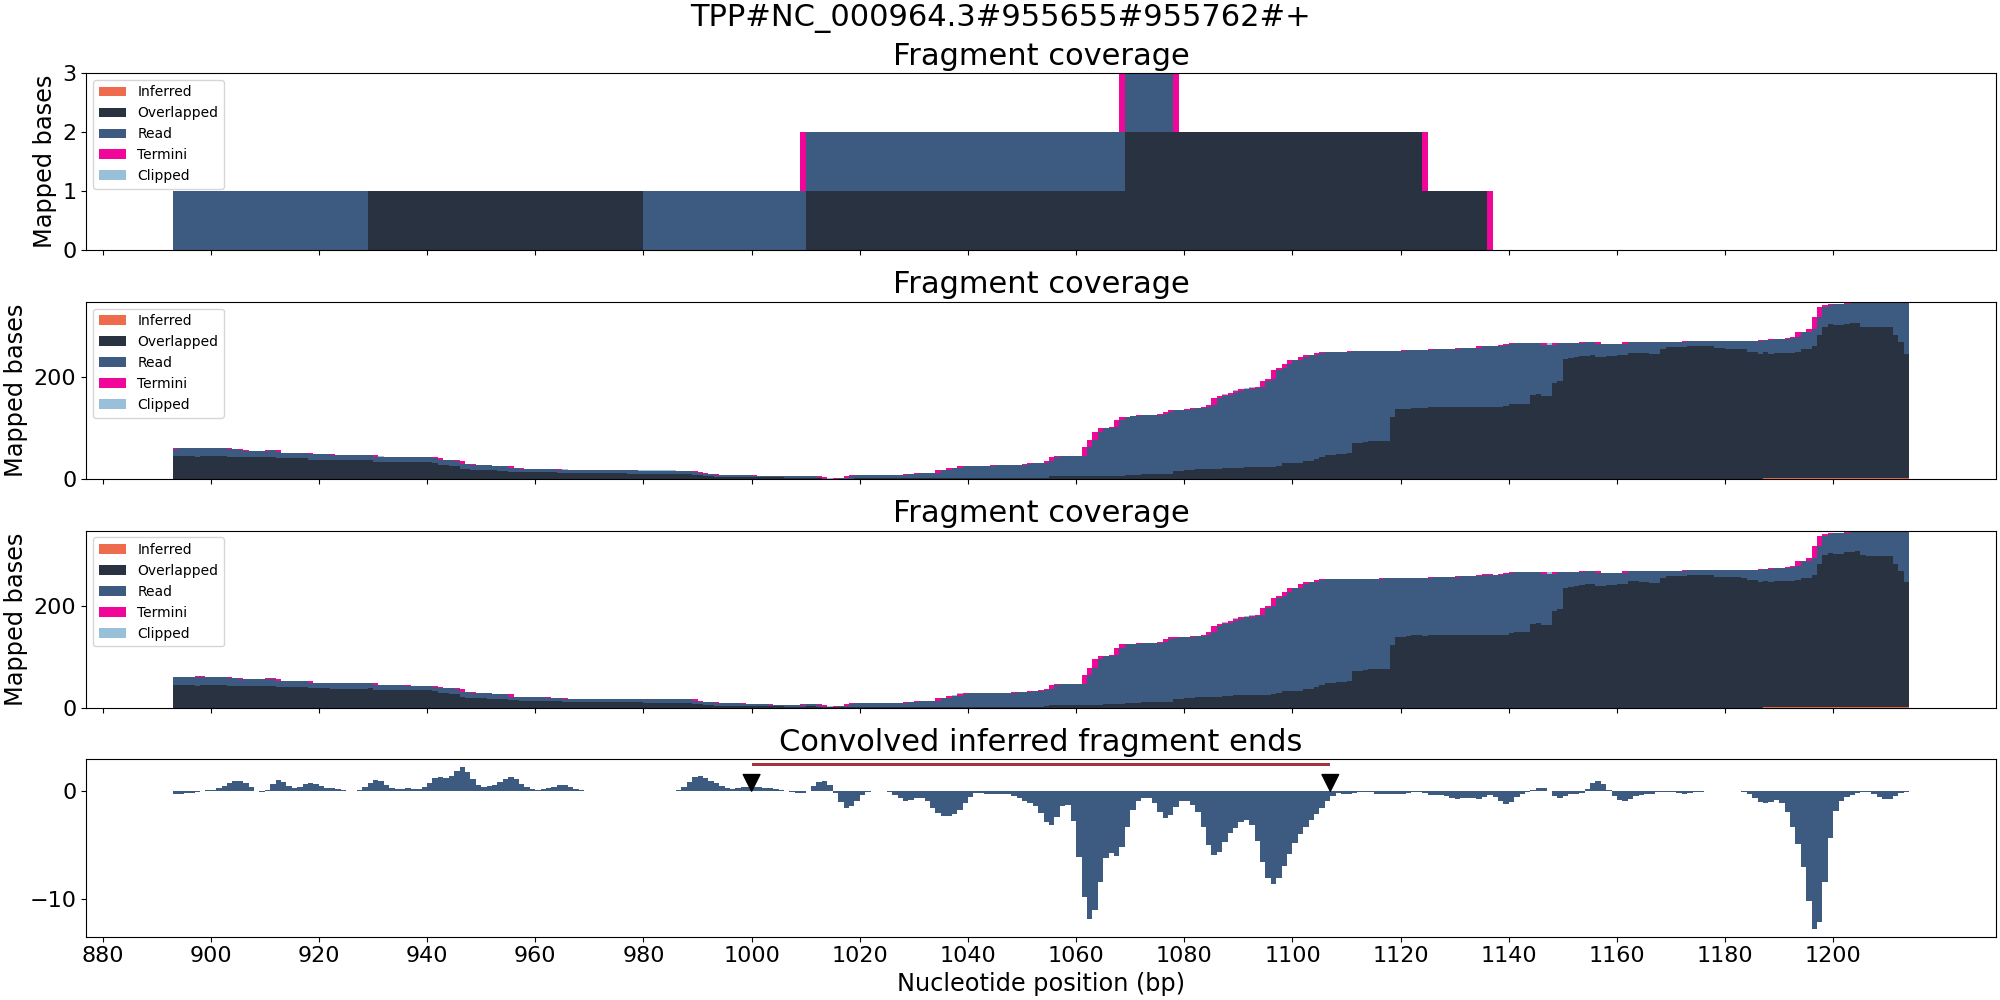 TPP#NC_000964.3#955655#955762#+
Fragment coverage
Mapped bases
3
2
1
0
Inferred
Overlapped
Read
Termini
Clipped
Fragment coverage
Mapped bases
200
0
Inferred
Overlapped
Read
Termini
Clipped
Fragment coverage
Mapped bases
200
0
Inferred
Overlapped
Read
Termini
Clipped
Convolved inferred fragment ends
0
−10
880 900 920 940 960 980 1000 1020 1040 1060 1080 1100 1120 1140 1160 1180 1200
Nucleotide position (bp)